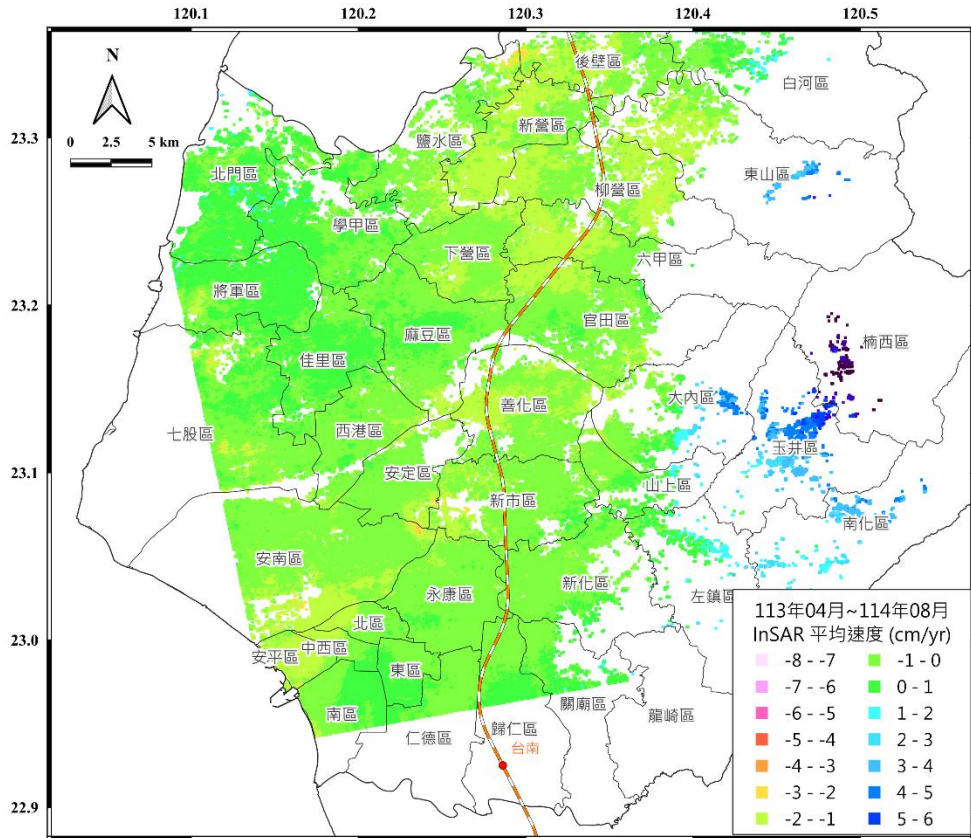 120.1 120.2 120.3 120.4 120.5
N
0 2.5 5 km
後壁區
白河區
23.3
新營區
鹽水區
北門區
東山區
柳營區
學甲區
下營區
六甲區
23.2
將軍區
官田區
麻豆區
楠西區
佳里區
大內區
善化區
七股區
西港區
玉井區
23.1
安定區
山上區
新市區
南化區
安南區
新化區
永康區
左鎮區
北區
23.0
中西區
安平區
東區
南區
關廟區
龍崎區
歸仁區
仁德區
台南
22.9
113年04月~114年08月
InSAR 平均速度 (cm/yr)
-8 - -7 -1 - 0
-7 - -6 0 - 1
-6 - -5 1 - 2
-5 - -4 2 - 3
-4 - -3 3 - 4
-3 - -2 4 - 5
-2 - -1 5 - 6